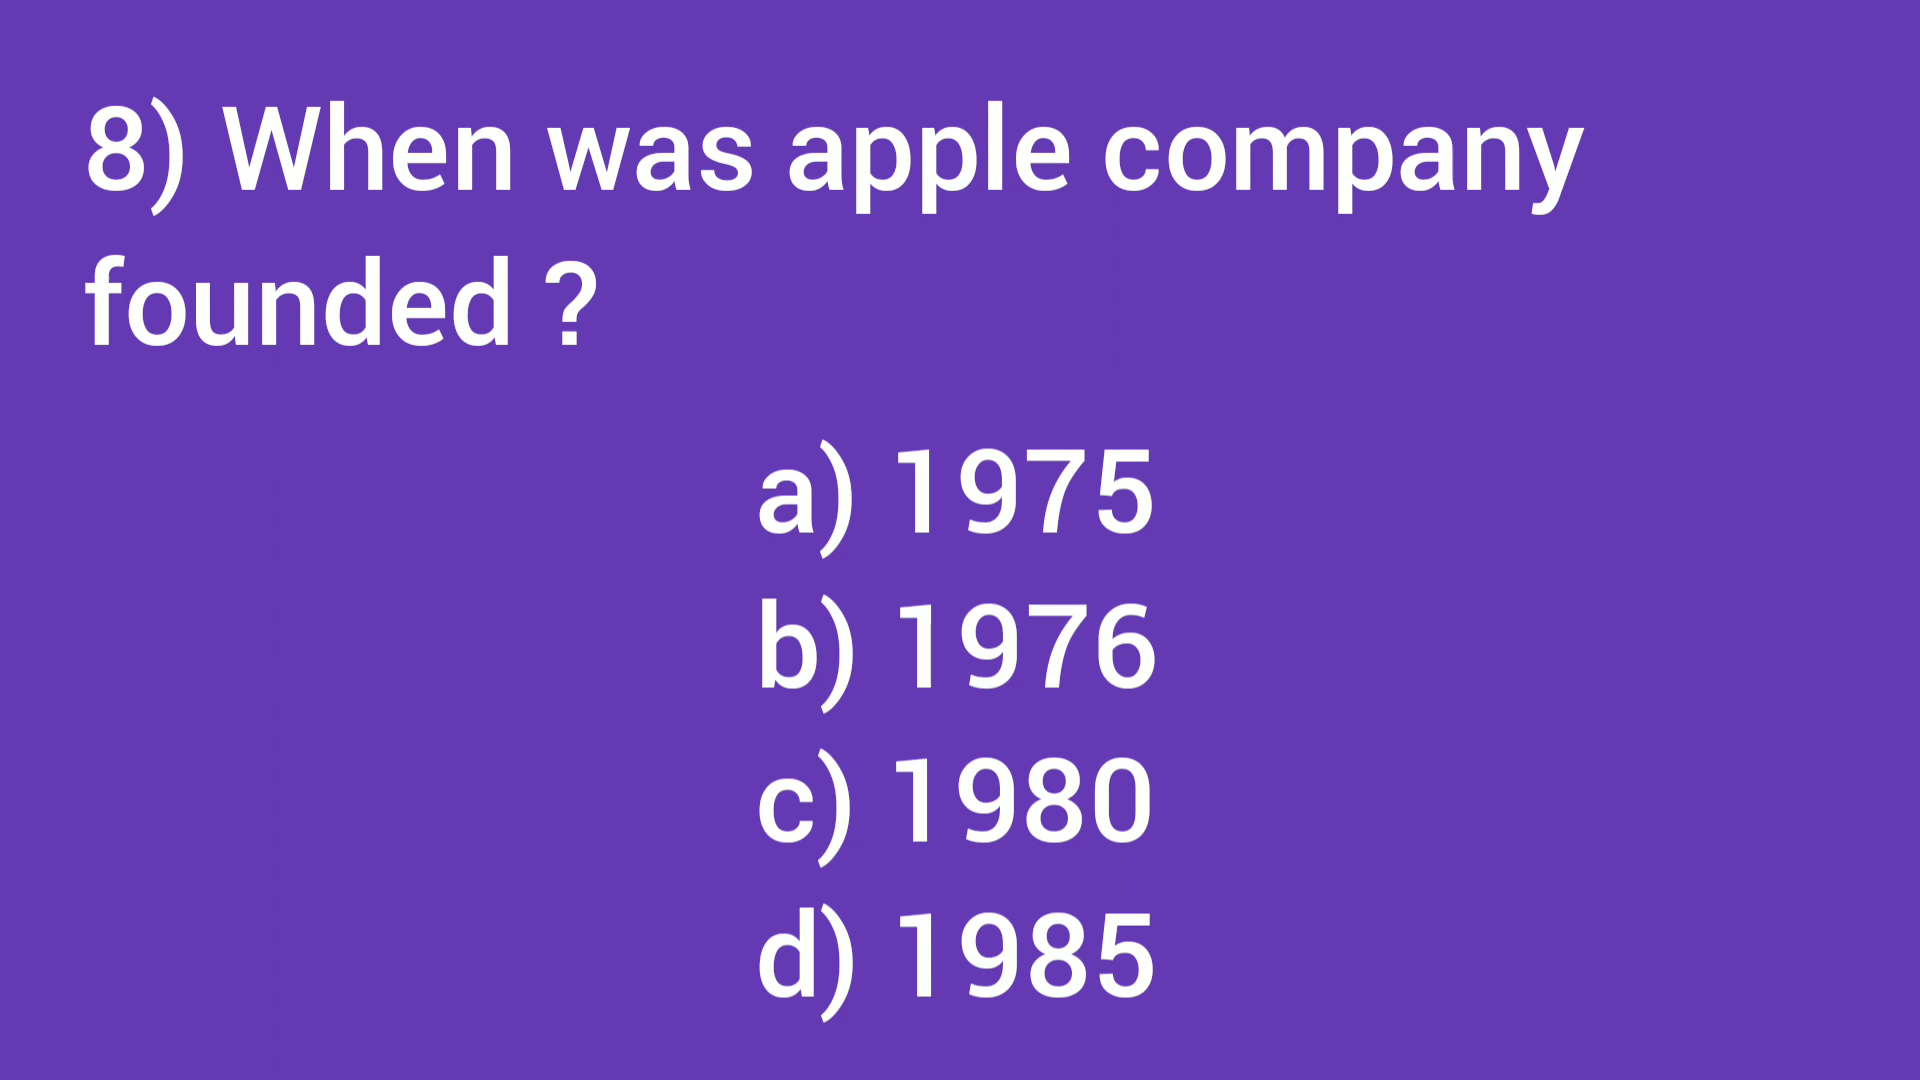 8) When was apple company
founded ?
a) 1975
b) 1976
c) 1980
d) 1985